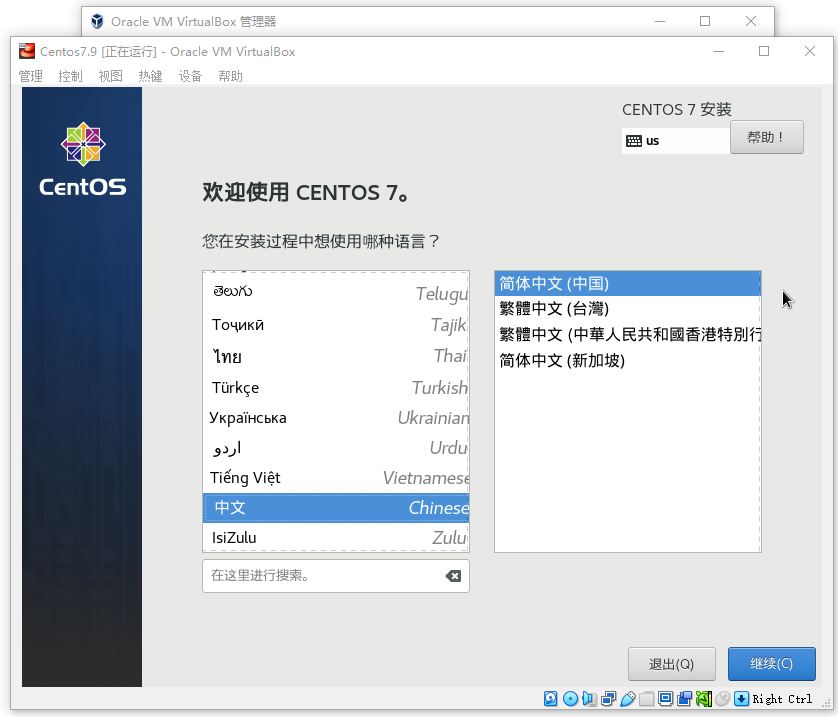 Oracle VM VirtualBox 管理器
Centos7.9 [正在运行] - Oracle VM VirtualBox
管理 控制 视图 热键 设备 帮助
CentOS
CENTOS 7 安装
us
帮助！
欢迎使用 CENTOS 7。
您在安装过程中想使用哪种语言？
తెలుగు Telugu
Тоҷикӣ Tajik
ไทย Thai
Türkçe Turkish
Українська Ukrainian
اردو Urdu
Tiếng Việt Vietnamese
中文 Chinese
IsiZulu Zulu
简体中文 (中国)
繁體中文 (台灣)
繁體中文 (中華人民共和國香港特別行
简体中文 (新加坡)
在这里进行搜索。
退出(Q)
继续(C)
Right Ctrl